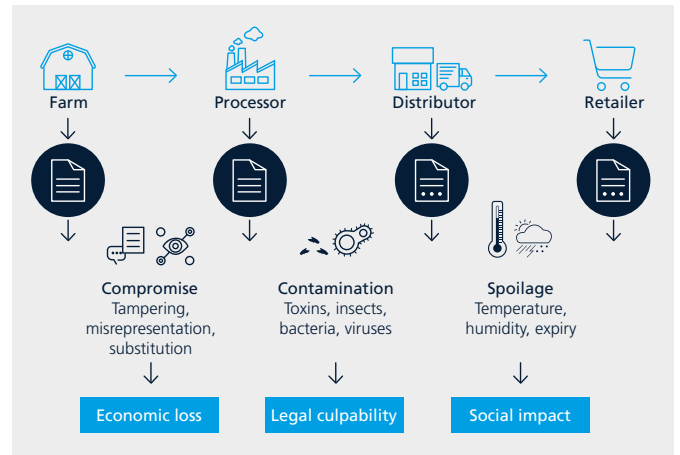 Farm
Processor
Distributor
Retailer
Compromise
Tampering,
misrepresentation,
substitution
Contamination
Toxins, insects,
bacteria, viruses
Spoilage
Temperature,
humidity, expiry
Economic loss
Legal culpability
Social impact